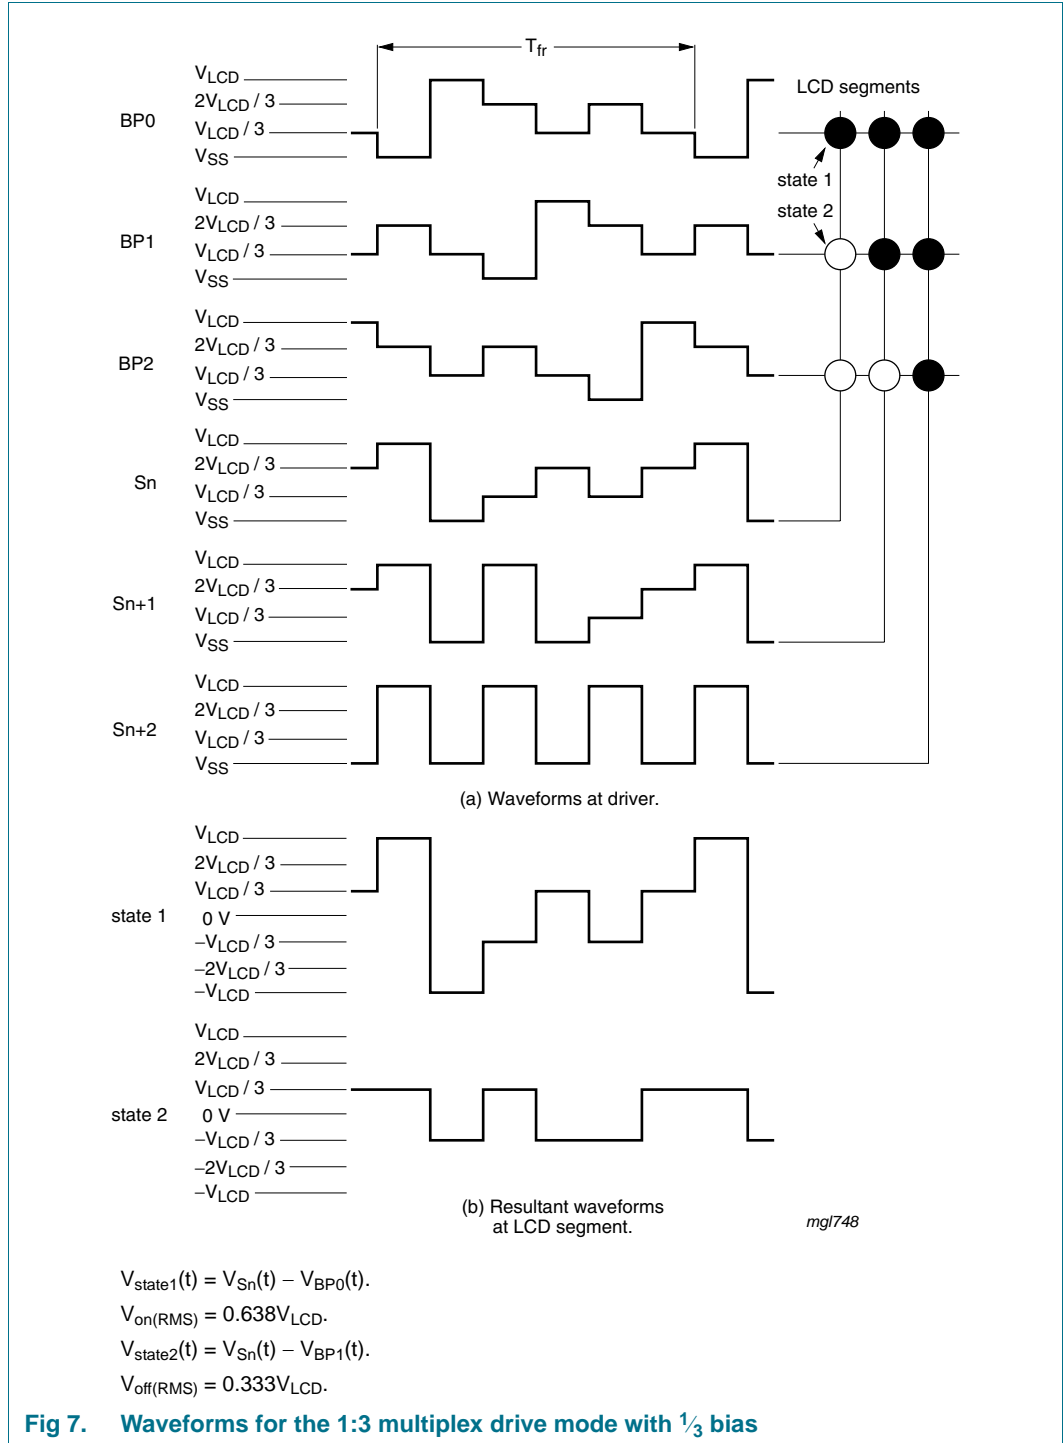 Tfr
BP0
VLCD
2VLCD / 3
VLCD / 3
VSS
LCD segments
state 1
state 2
BP1
VLCD
2VLCD / 3
VLCD / 3
VSS
BP2
VLCD
2VLCD / 3
VLCD / 3
VSS
Sn
VLCD
2VLCD / 3
VLCD / 3
VSS
Sn+1
VLCD
2VLCD / 3
VLCD / 3
VSS
Sn+2
VLCD
2VLCD / 3
VLCD / 3
VSS
(a) Waveforms at driver.
state 1
VLCD
2VLCD / 3
VLCD / 3
0 V
−VLCD / 3
−2VLCD / 3
−VLCD
state 2
VLCD
2VLCD / 3
VLCD / 3
0 V
−VLCD / 3
−2VLCD / 3
−VLCD
(b) Resultant waveforms
at LCD segment.
mgl748
Vstate1(t) = VSn(t) − VBP0(t).
Von(RMS) = 0.638VLCD.
Vstate2(t) = VSn(t) − VBP1(t).
Voff(RMS) = 0.333VLCD.
Fig 7. Waveforms for the 1:3 multiplex drive mode with 1⁄3 bias